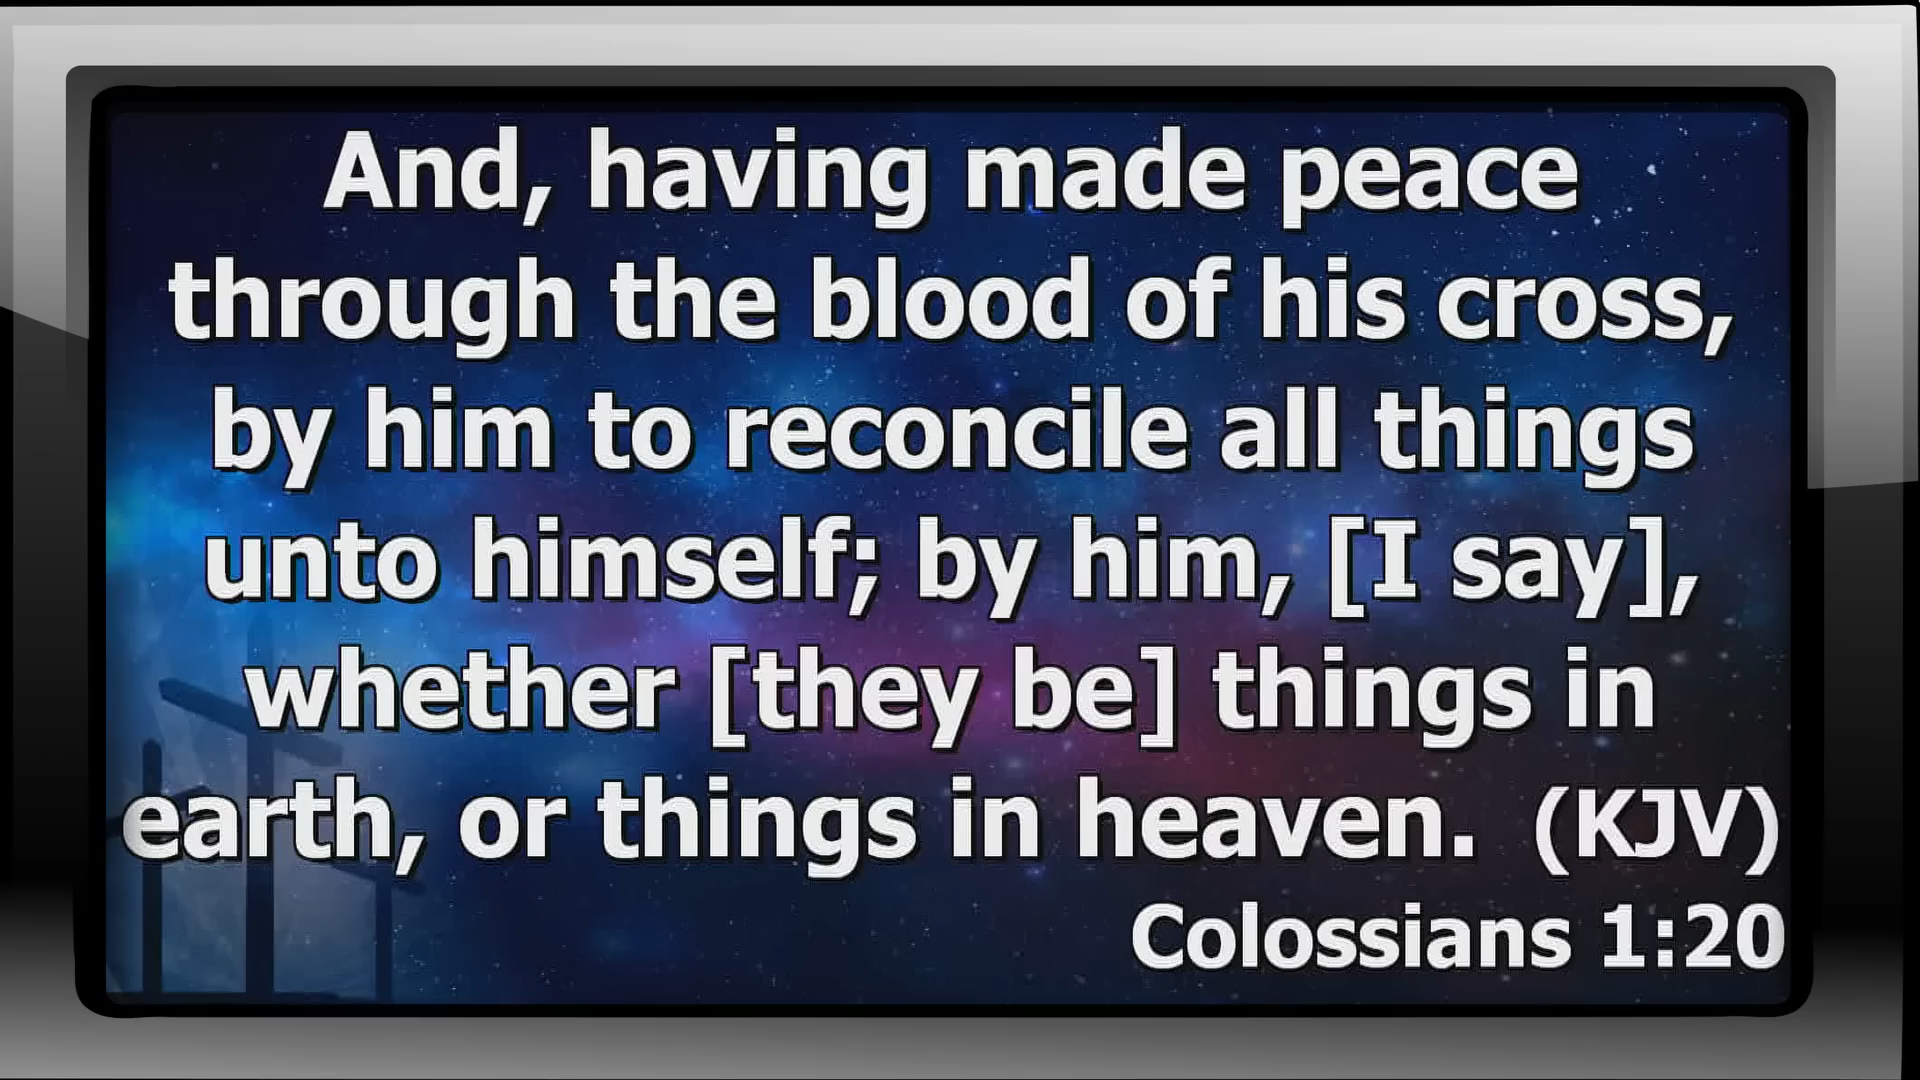 And, having made peace
through the blood of his cross,
by him to reconcile all things
unto himself; by him, [I say],
whether [they be] things in
earth, or things in heaven. (KJV)
Colossians 1:20